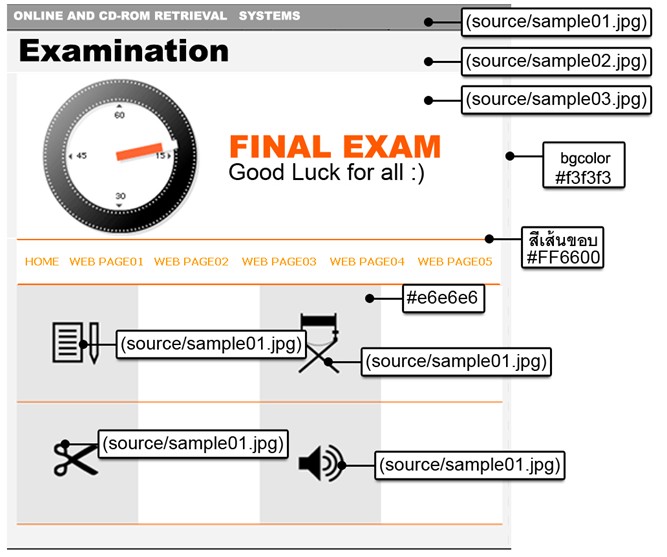 ONLINE AND CD-ROM RETRIEVAL SYSTEMS
(source/sample01.jpg)
Examination
(source/sample02.jpg)
(source/sample03.jpg)
60
45
15
30
FINAL EXAM
Good Luck for all :)
bgcolor
#f3f3f3
สีเส้นขอบ
#FF6600
HOME WEB PAGE01 WEB PAGE02 WEB PAGE03 WEB PAGE04 WEB PAGE05
#e6e6e6
(source/sample01.jpg)
(source/sample01.jpg)
(source/sample01.jpg)
(source/sample01.jpg)